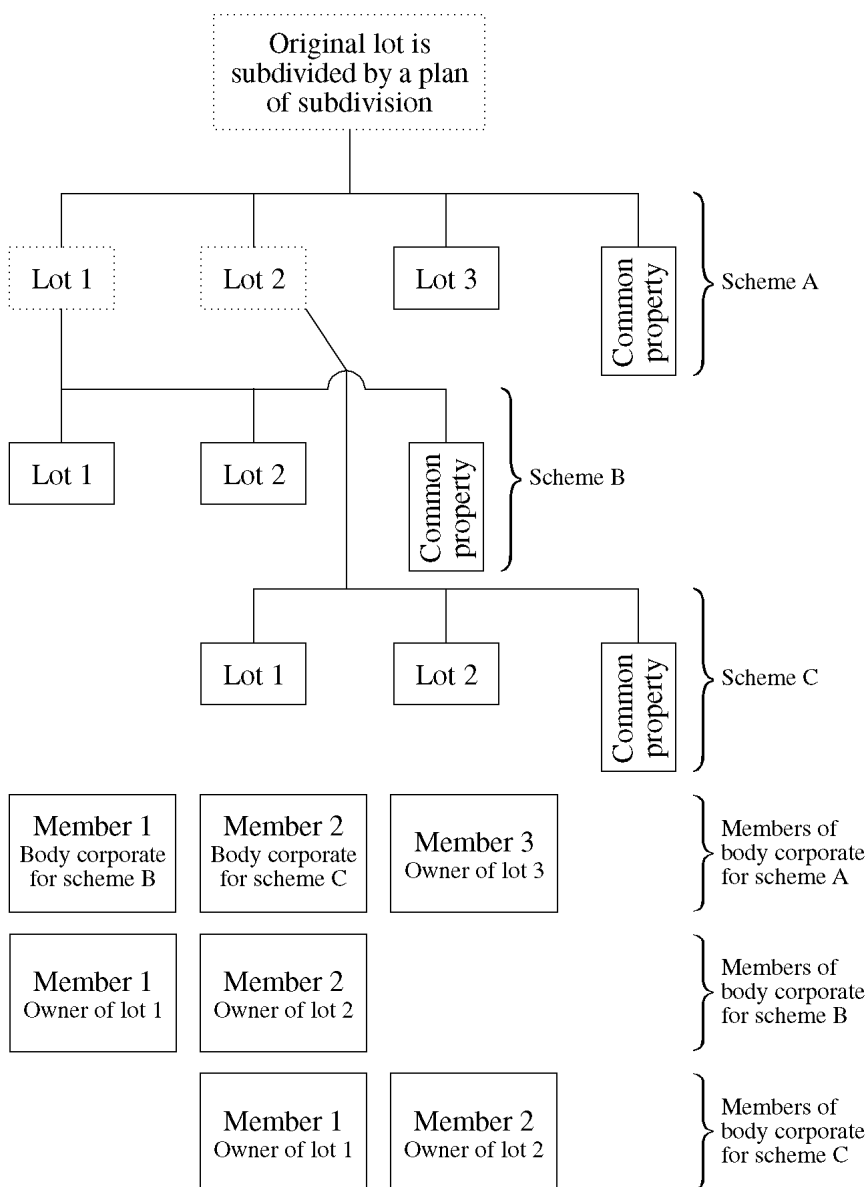 Original lot is
subdivided by a plan
of subdivision
Lot 1
Lot 2
Lot 3
Common
property
Scheme A
Lot 1
Lot 2
Common
property
Scheme B
Lot 1
Lot 2
Common
property
Scheme C
Member 1
Body corporate
for scheme B
Member 2
Body corporate
for scheme C
Member 3
Owner of lot 3
Members of
body corporate
for scheme A
Member 1
Owner of lot 1
Member 2
Owner of lot 2
Members of
body corporate
for scheme B
Member 1
Owner of lot 1
Member 2
Owner of lot 2
Members of
body corporate
for scheme C